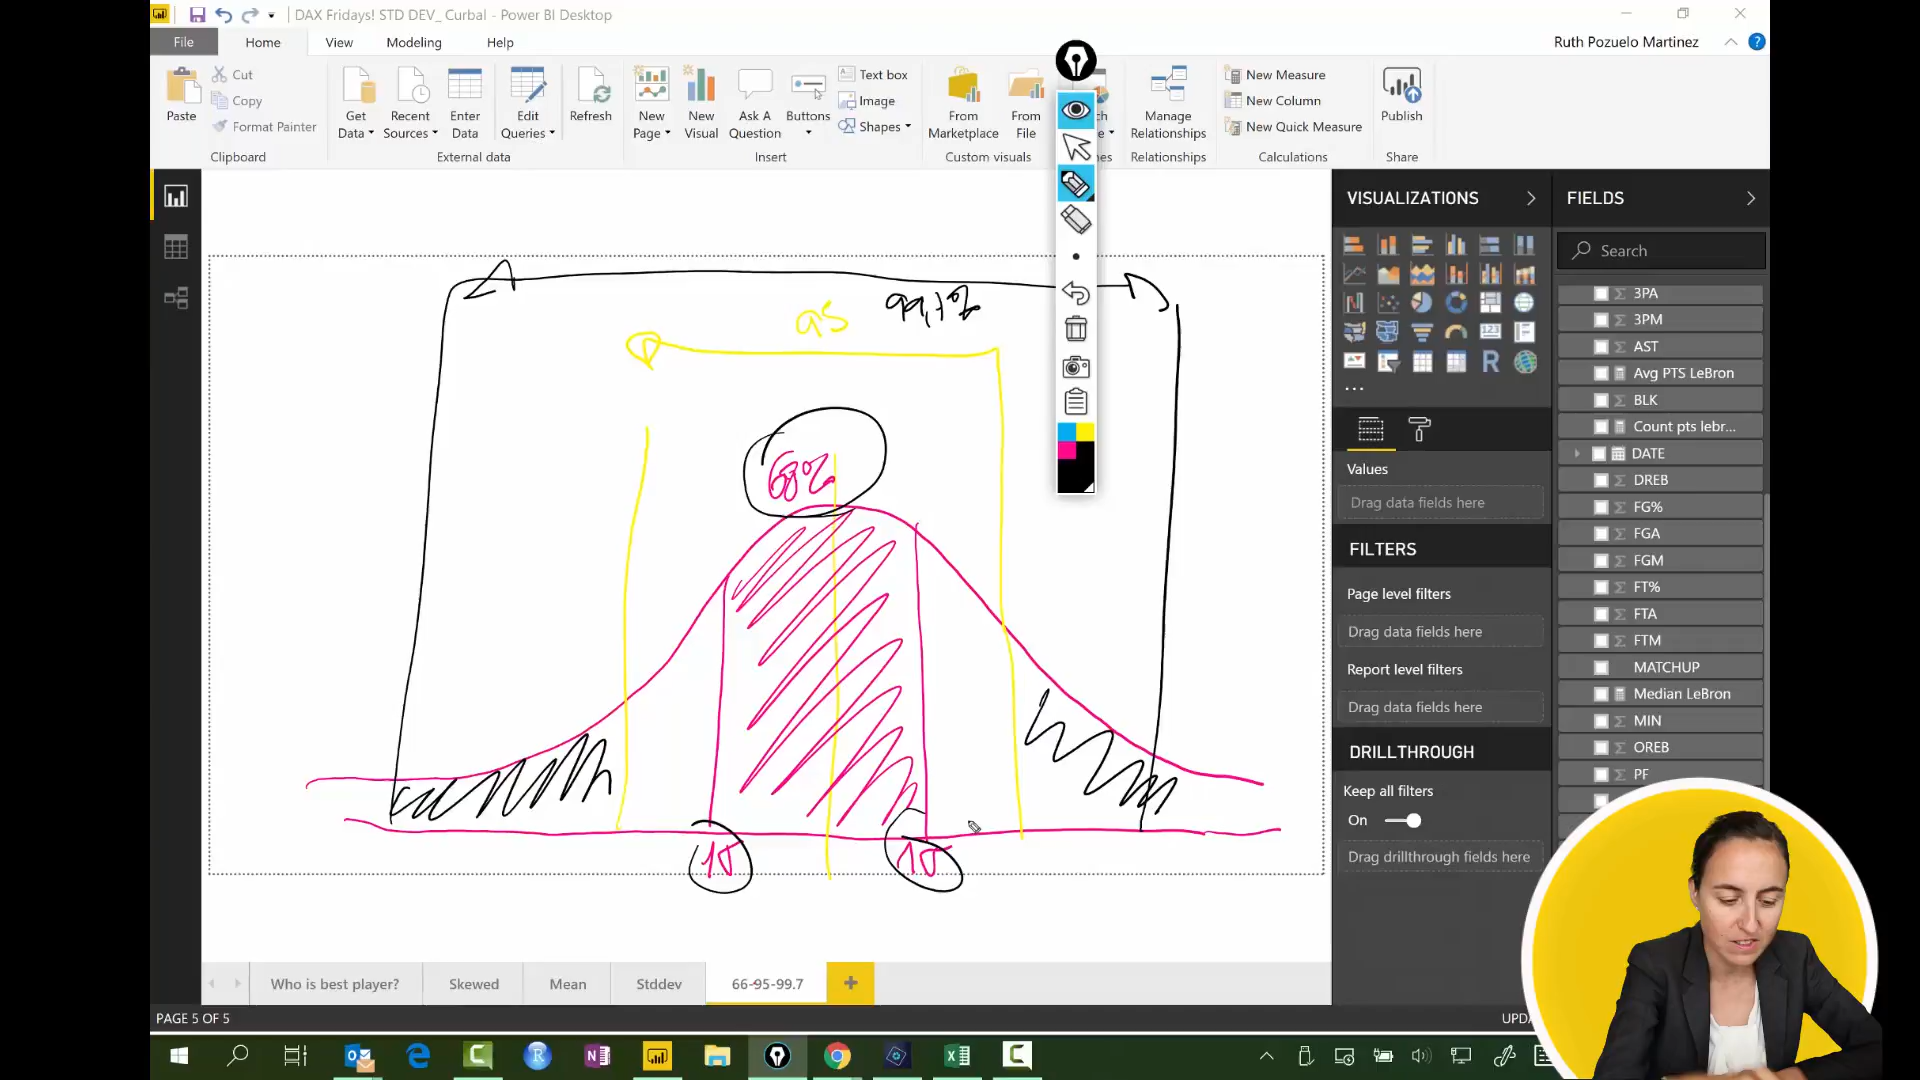 DAX Fridays! STD DEV_ Curbal - Power BI Desktop
File Home View Modeling Help
Ruth Pozuelo Martinez
Paste
Cut
Copy
Format Painter
Clipboard
Get Data
Recent Sources
Enter Data
Edit Queries
External data
Refresh
New Page
New Visual
Ask A Question
Buttons
Text box
Image
Shapes
Insert
From Marketplace
From File
Custom visuals
Manage Relationships
Relationships
New Measure
New Column
New Quick Measure
Calculations
Publish
Share
99,7%
95
68%
1σ
1σ
VISUALIZATIONS
R
Values
Drag data fields here
FILTERS
Page level filters
Drag data fields here
Report level filters
Drag data fields here
DRILLTHROUGH
Keep all filters
On
Drag drillthrough fields here
FIELDS
Search
3PA
3PM
AST
Avg PTS LeBron
BLK
Count pts lebr...
DATE
DREB
FG%
FGA
FGM
FT%
FTA
FTM
MATCHUP
Median LeBron
MIN
OREB
PF
Who is best player?
Skewed
Mean
Stddev
66-95-99.7
PAGE 5 OF 5